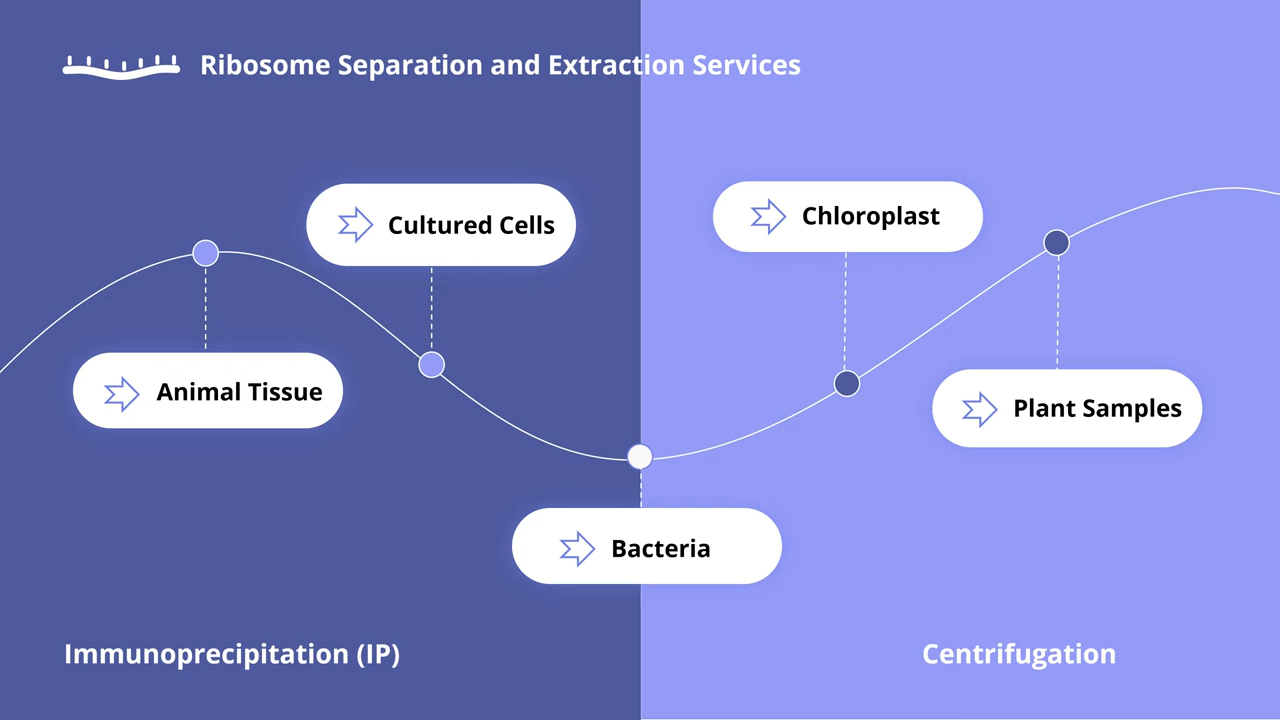 Ribosome Separation and Extraction Services
Cultured Cells
Chloroplast
Animal Tissue
Plant Samples
Bacteria
Immunoprecipitation (IP)
Centrifugation